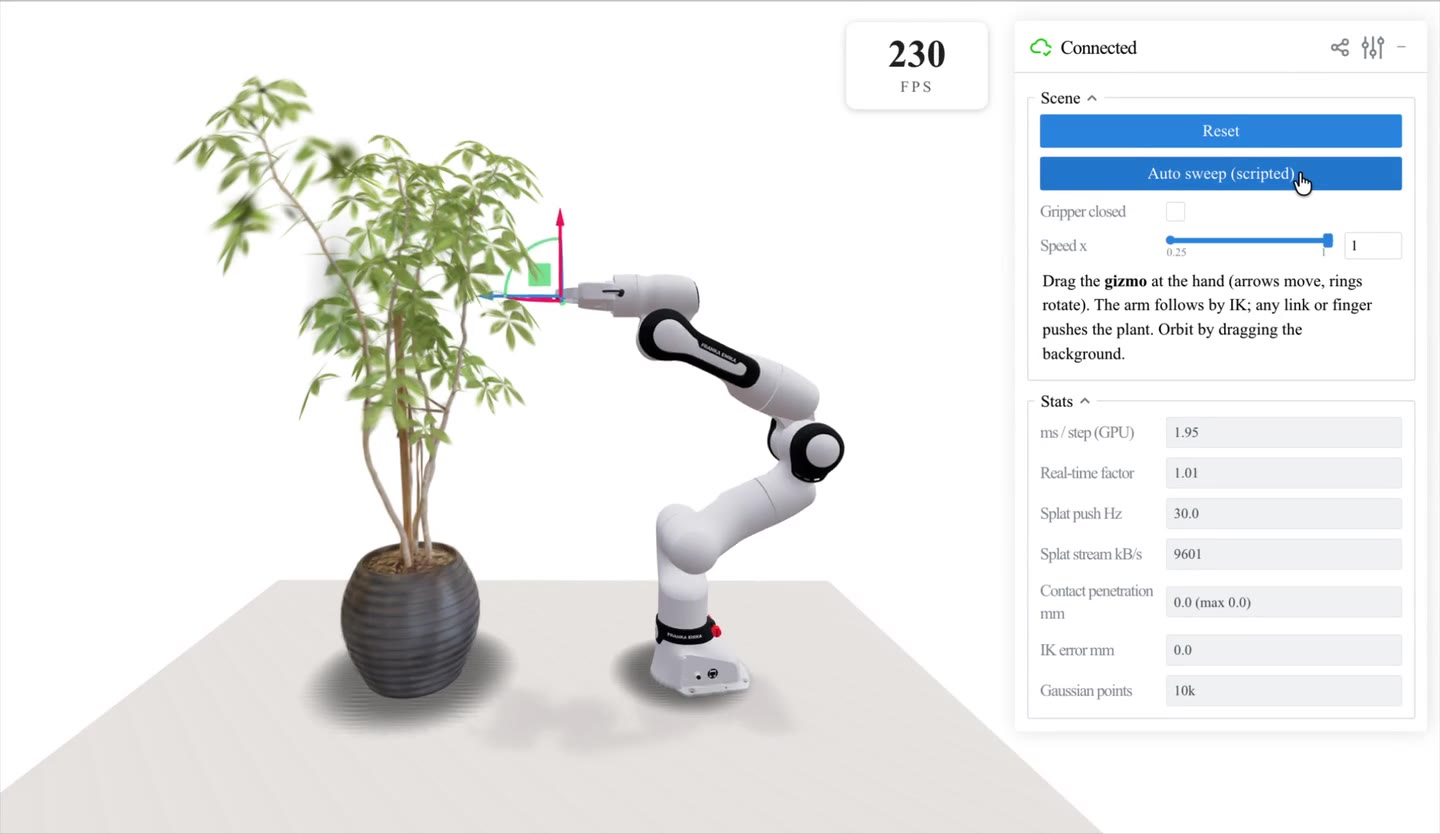 230
FPS
Connected
Scene
Reset
Auto sweep (scripted)
Gripper closed
Speed x
0.25
1
1
Drag the gizmo at the hand (arrows move, rings
rotate). The arm follows by IK; any link or finger
pushes the plant. Orbit by dragging the
background.
Stats
ms / step (GPU)
1.95
Real-time factor
1.01
Splat push Hz
30.0
Splat stream kB/s
9601
Contact penetration
mm
0.0 (max 0.0)
IK error mm
0.0
Gaussian points
10k
FRANKA EMIKA
FRANKA EMIKA